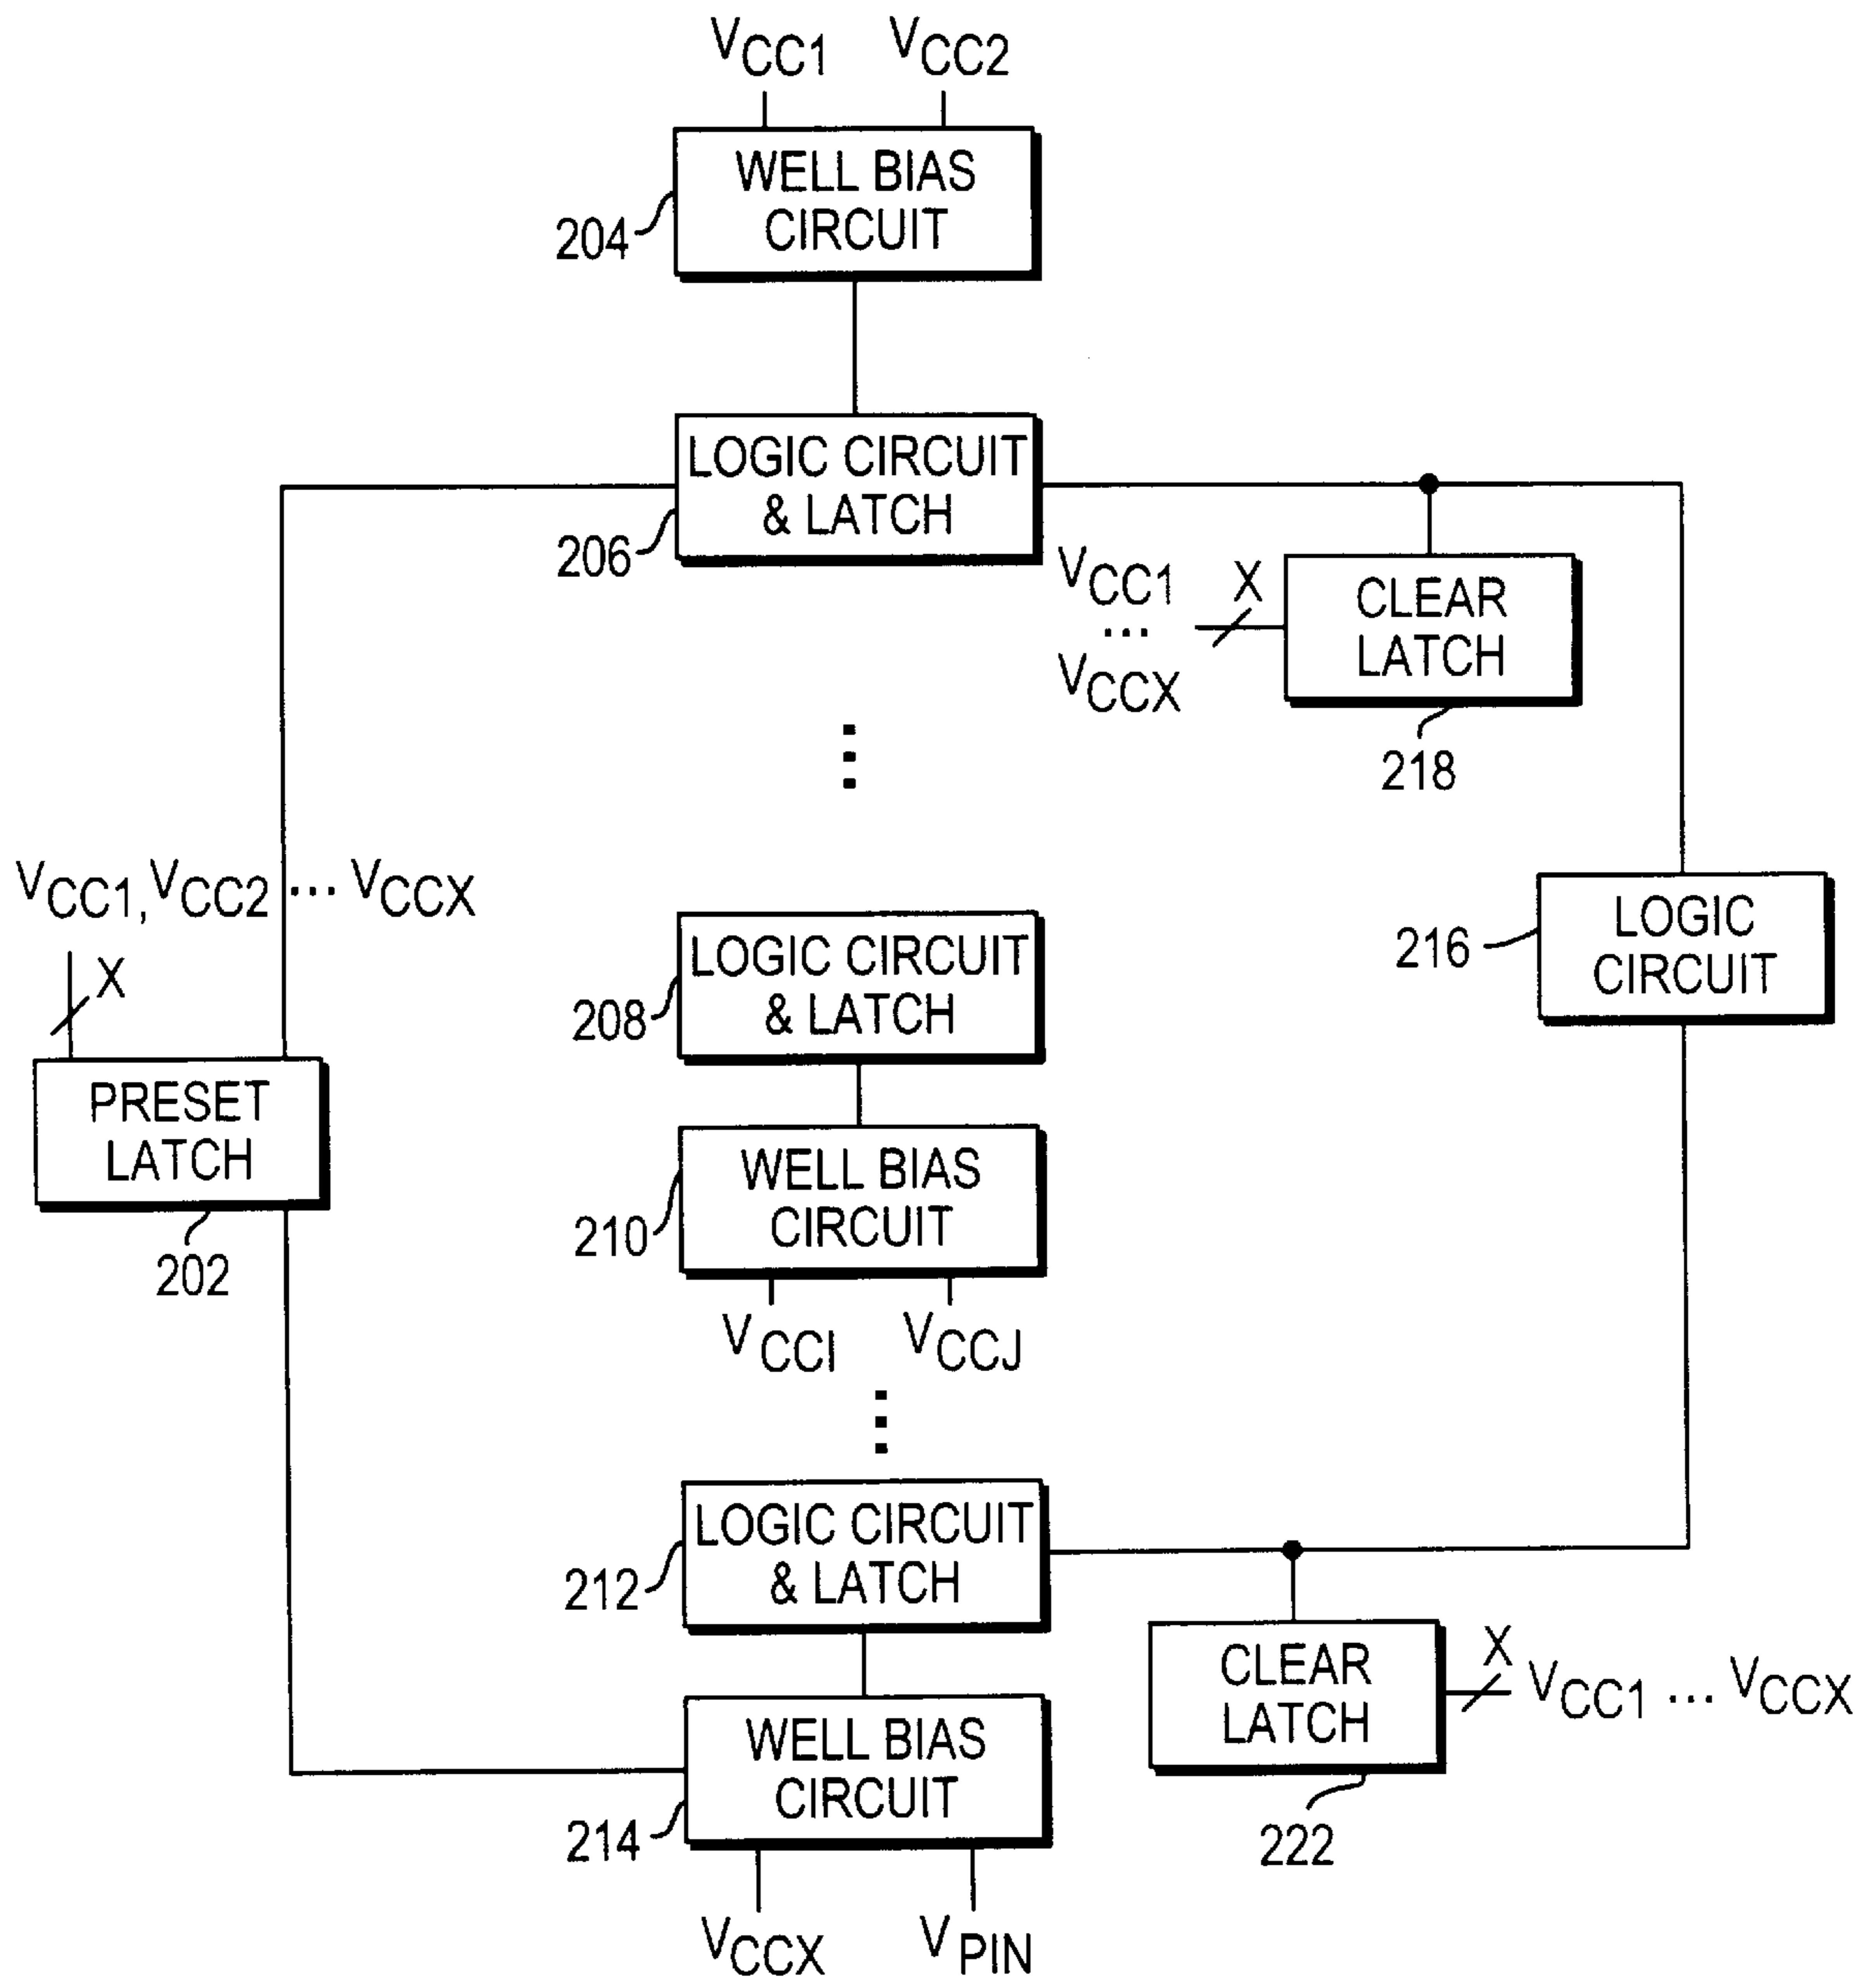 VCC1 VCC2
WELL BIAS
CIRCUIT
204
LOGIC CIRCUIT
& LATCH
206
VCC1
...
VCCX
X
CLEAR
LATCH
218
VCC1, VCC2 ... VCCX
X
PRESET
LATCH
202
LOGIC CIRCUIT
& LATCH
208
LOGIC
CIRCUIT
216
WELL BIAS
CIRCUIT
210
VCCI VCCJ
LOGIC CIRCUIT
& LATCH
212
CLEAR
LATCH
222
X
VCC1 ... VCCX
WELL BIAS
CIRCUIT
214
VCCX VPIN